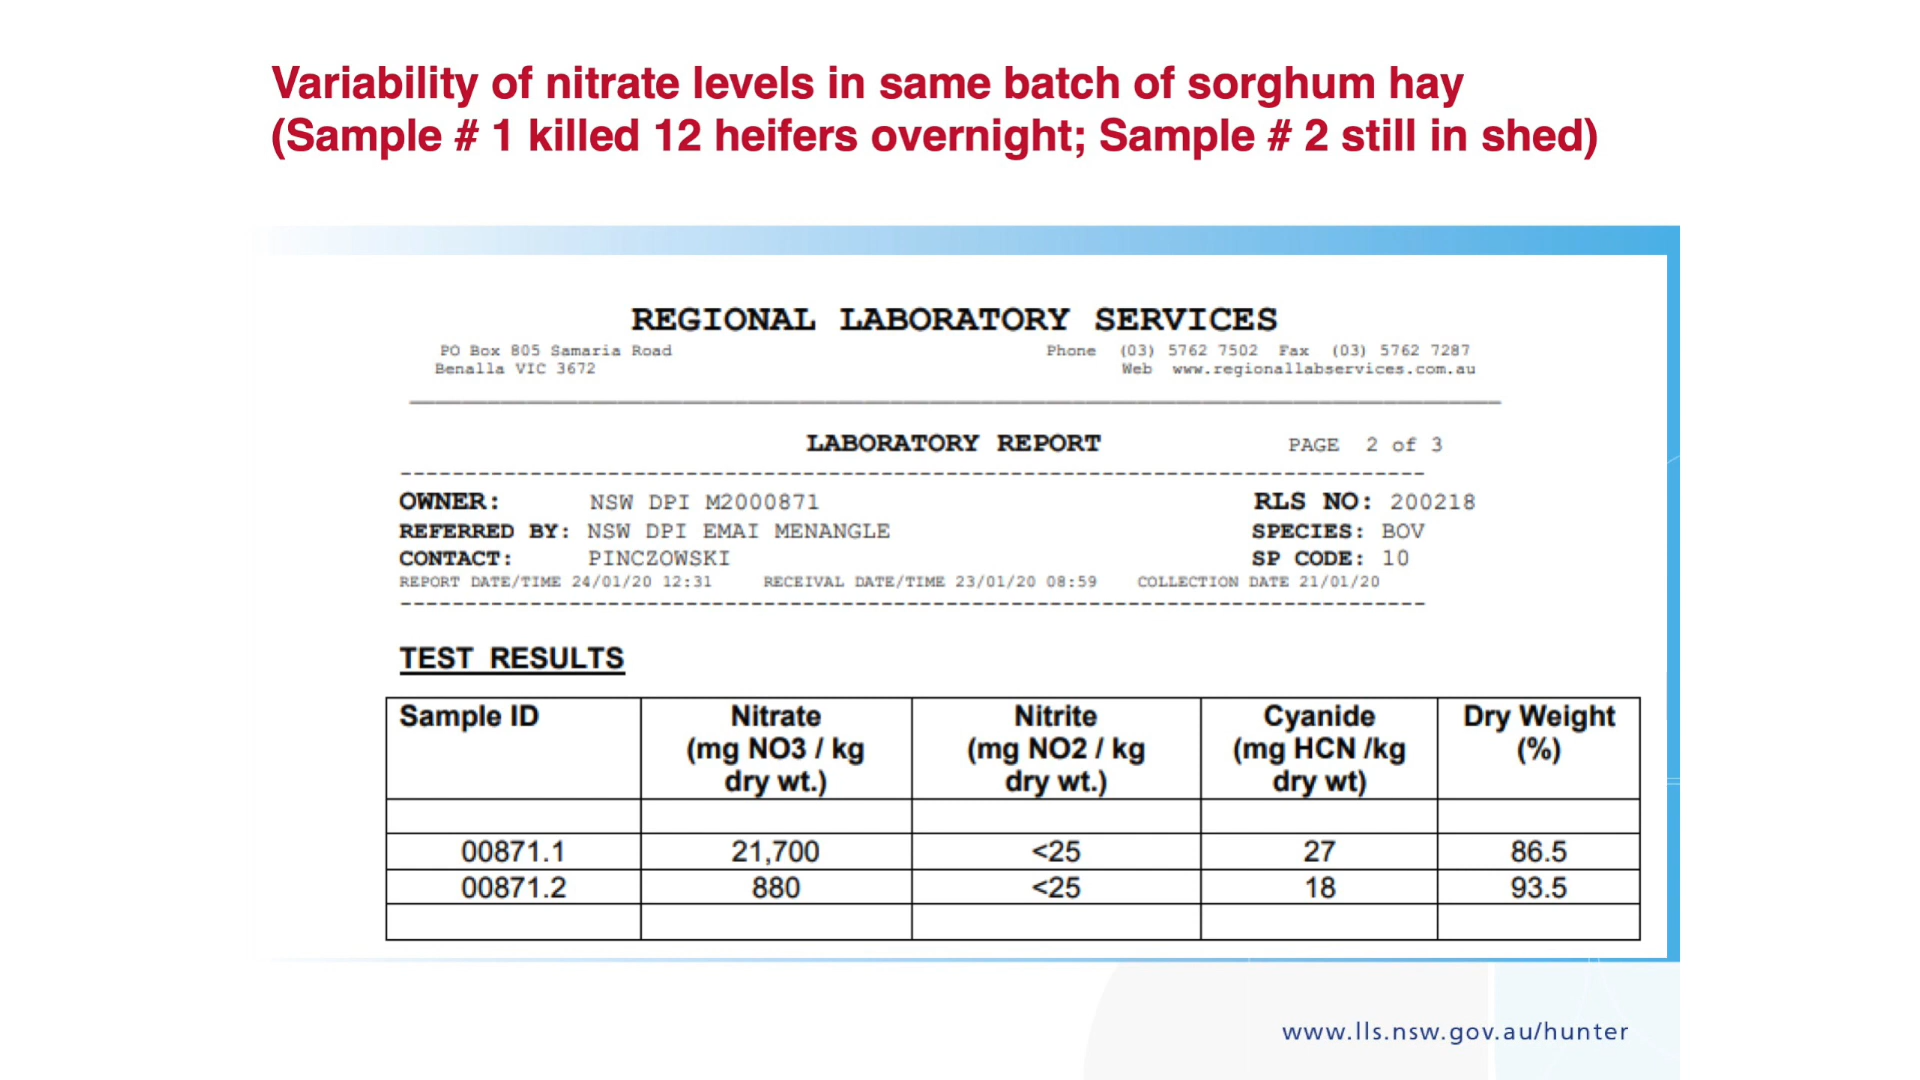 Variability of nitrate levels in same batch of sorghum hay
(Sample # 1 killed 12 heifers overnight; Sample # 2 still in shed)
REGIONAL LABORATORY SERVICES
PO Box 805 Samaria Road Phone (03) 5762 7502 Fax (03) 5762 7287
Benalla VIC 3672 Web www.regionallabservices.com.au
LABORATORY REPORT PAGE 2 of 3
OWNER: NSW DPI M2000871 RLS NO: 200218
REFERRED BY: NSW DPI EMAI MENANGLE SPECIES: BOV
CONTACT: PINCZOWSKI SP CODE: 10
REPORT DATE/TIME 24/01/20 12:31 RECEIVAL DATE/TIME 23/01/20 08:59 COLLECTION DATE 21/01/20
TEST RESULTS
Sample ID Nitrate Nitrite Cyanide Dry Weight
(mg NO3 / kg (mg NO2 / kg (mg HCN /kg (%)
dry wt.) dry wt.) dry wt)
00871.1 21,700 <25 27 86.5
00871.2 880 <25 18 93.5
www.lls.nsw.gov.au/hunter